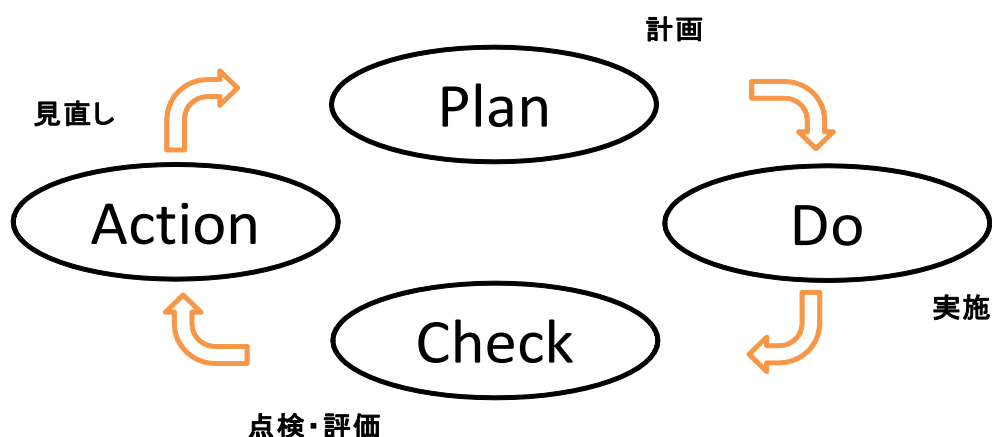 計画
Plan
見直し
Action
Do
実施
Check
点検・評価